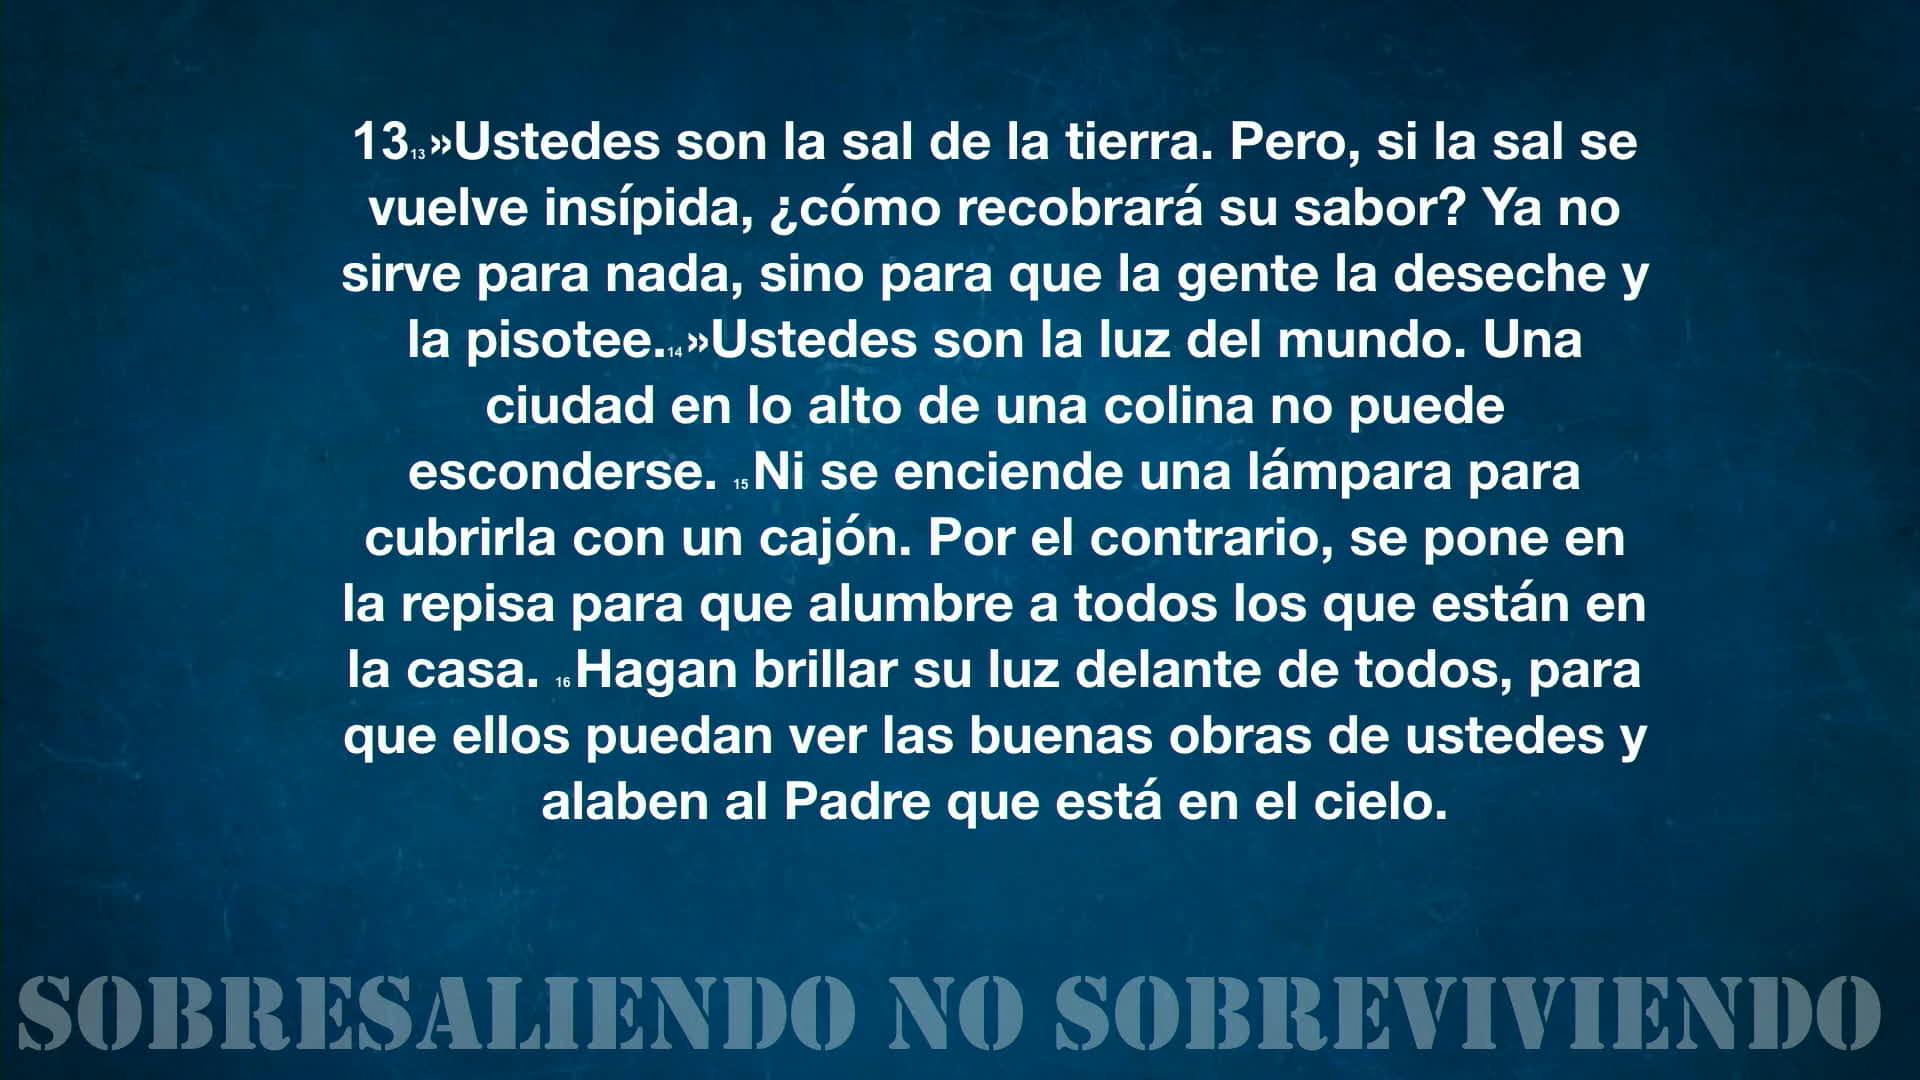 13.13»Ustedes son la sal de la tierra. Pero, si la sal se
vuelve insípida, ¿cómo recobrará su sabor? Ya no
sirve para nada, sino para que la gente la deseche y
la pisotee.14»Ustedes son la luz del mundo. Una
ciudad en lo alto de una colina no puede
esconderse. 15Ni se enciende una lámpara para
cubrirla con un cajón. Por el contrario, se pone en
la repisa para que alumbre a todos los que están en
la casa. 16Hagan brillar su luz delante de todos, para
que ellos puedan ver las buenas obras de ustedes y
alaben al Padre que está en el cielo.
SOBRESALIENDO NO SOBREVIVIENDO